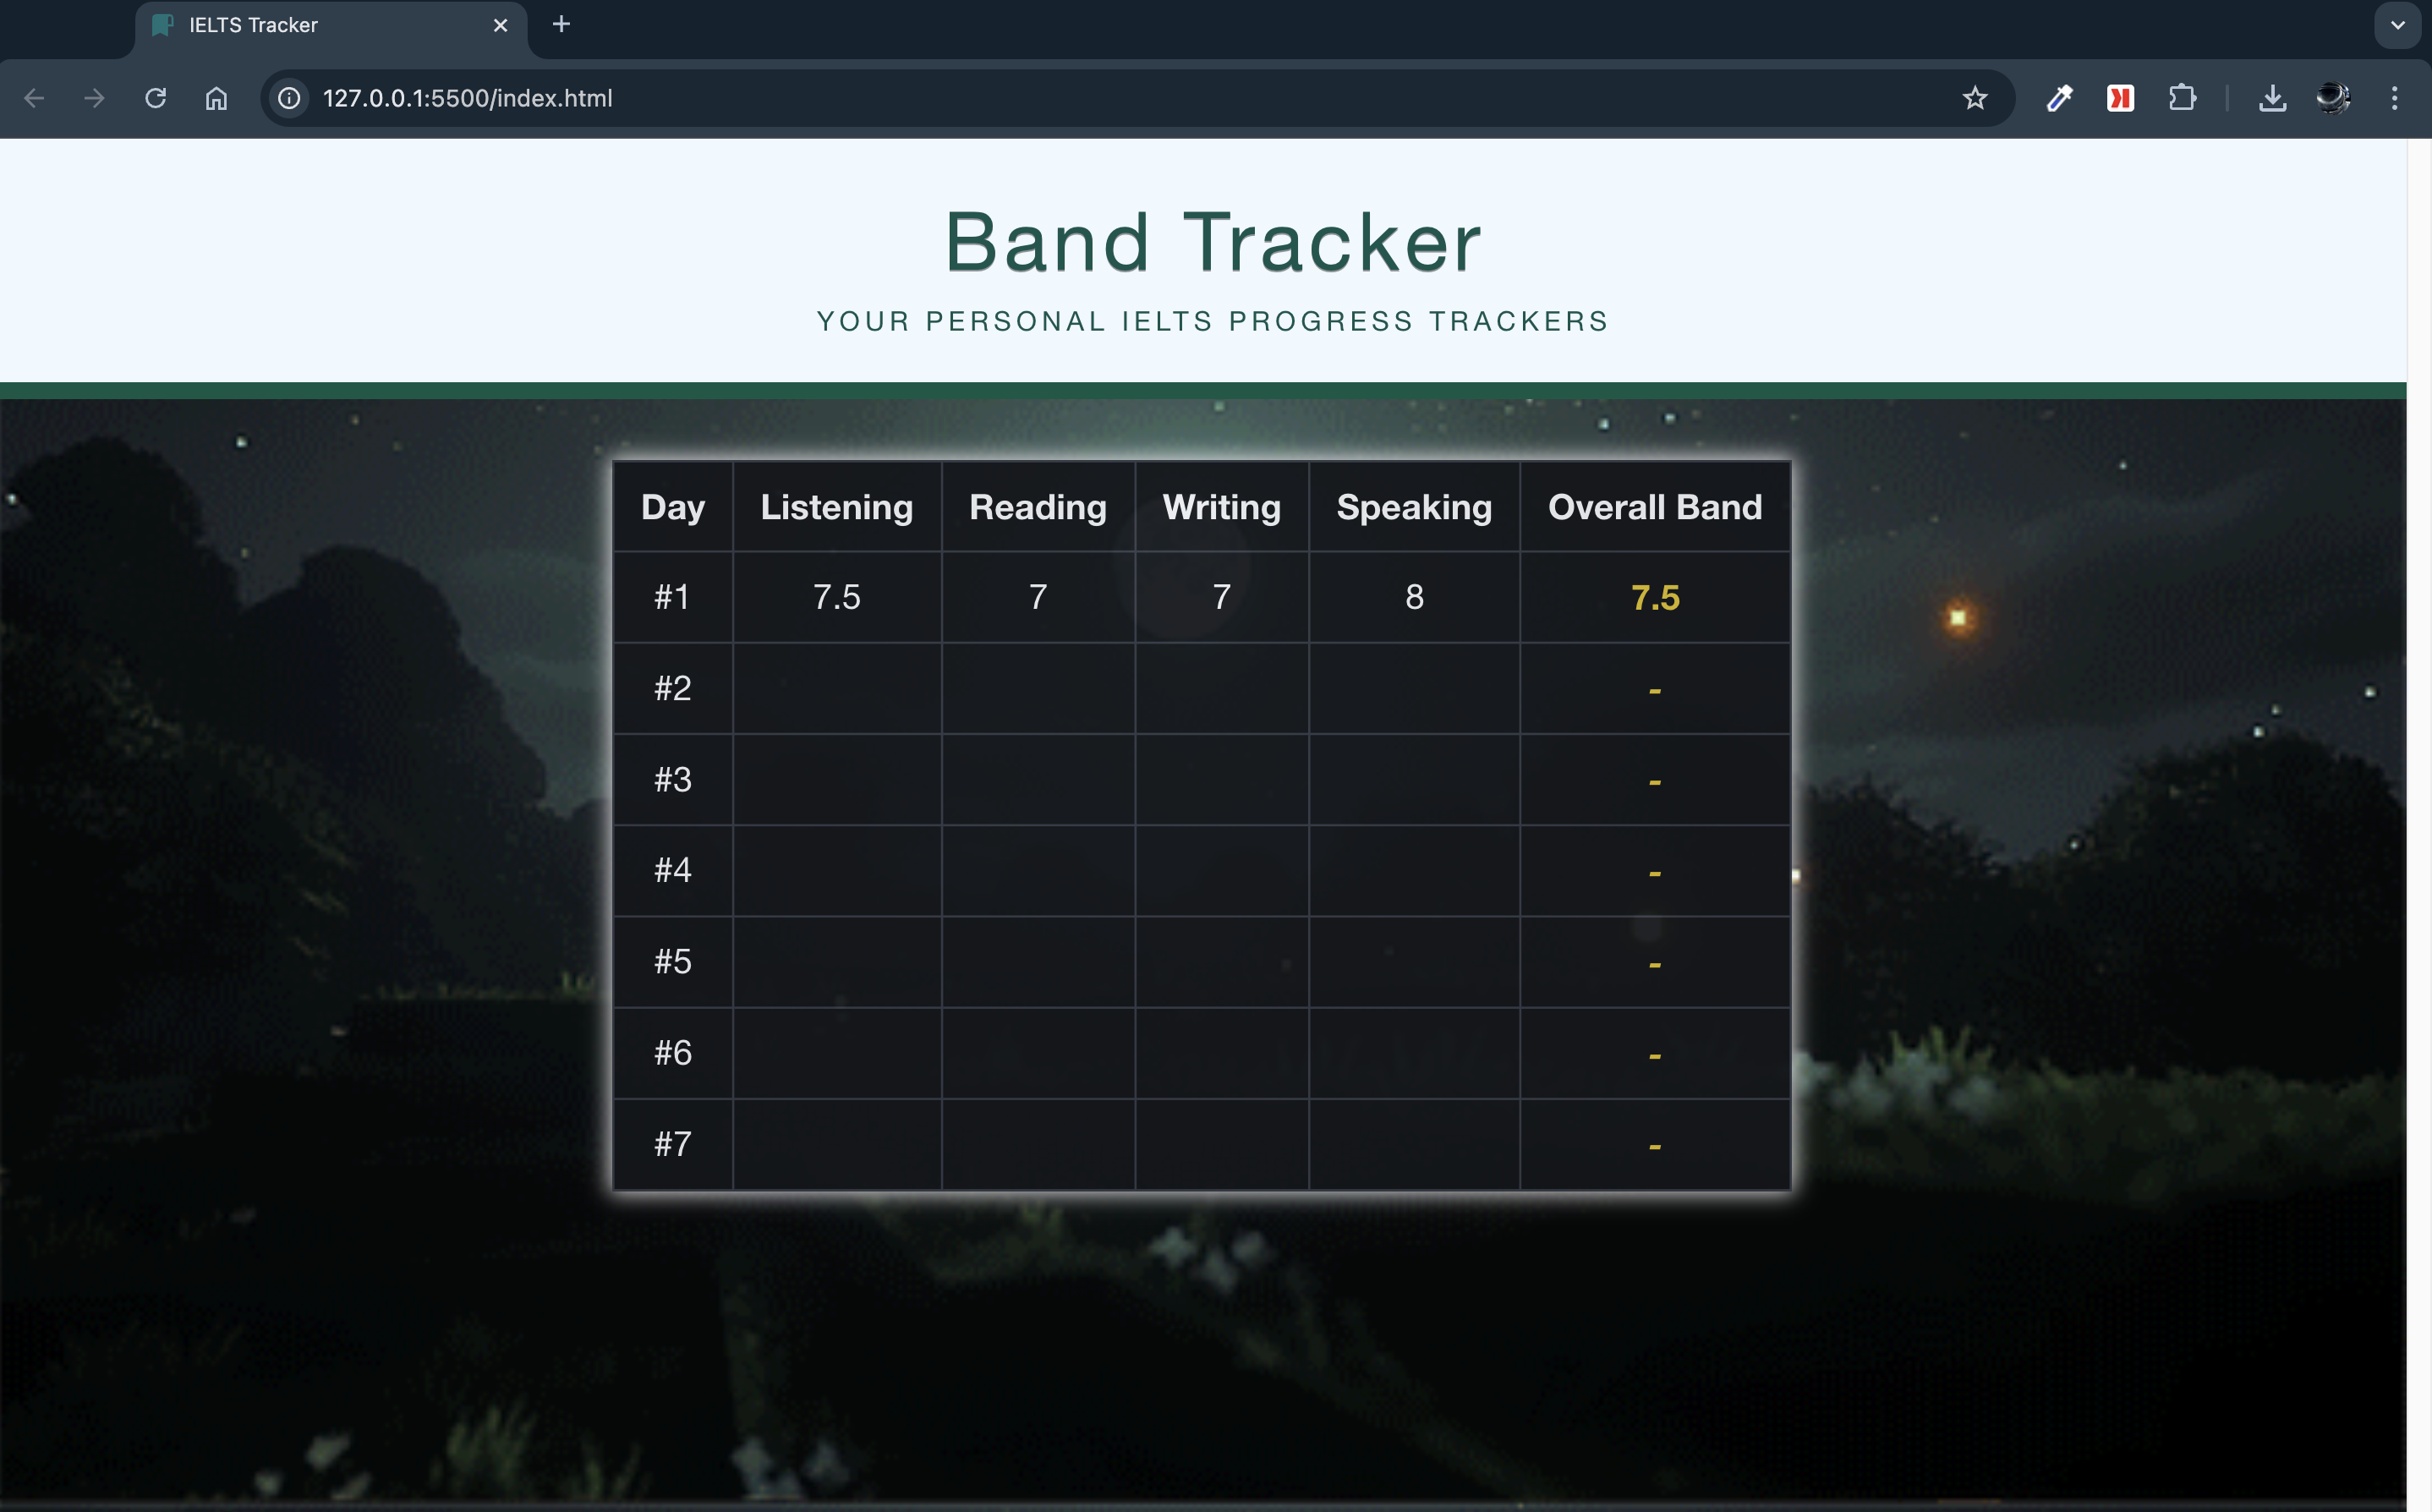 IELTS Tracker
127.0.0.1:5500/index.html
Band Tracker
YOUR PERSONAL IELTS PROGRESS TRACKERS
Day Listening Reading Writing Speaking Overall Band
#1 7.5 7 7 8 7.5
#2 -
#3 -
#4 -
#5 -
#6 -
#7 -